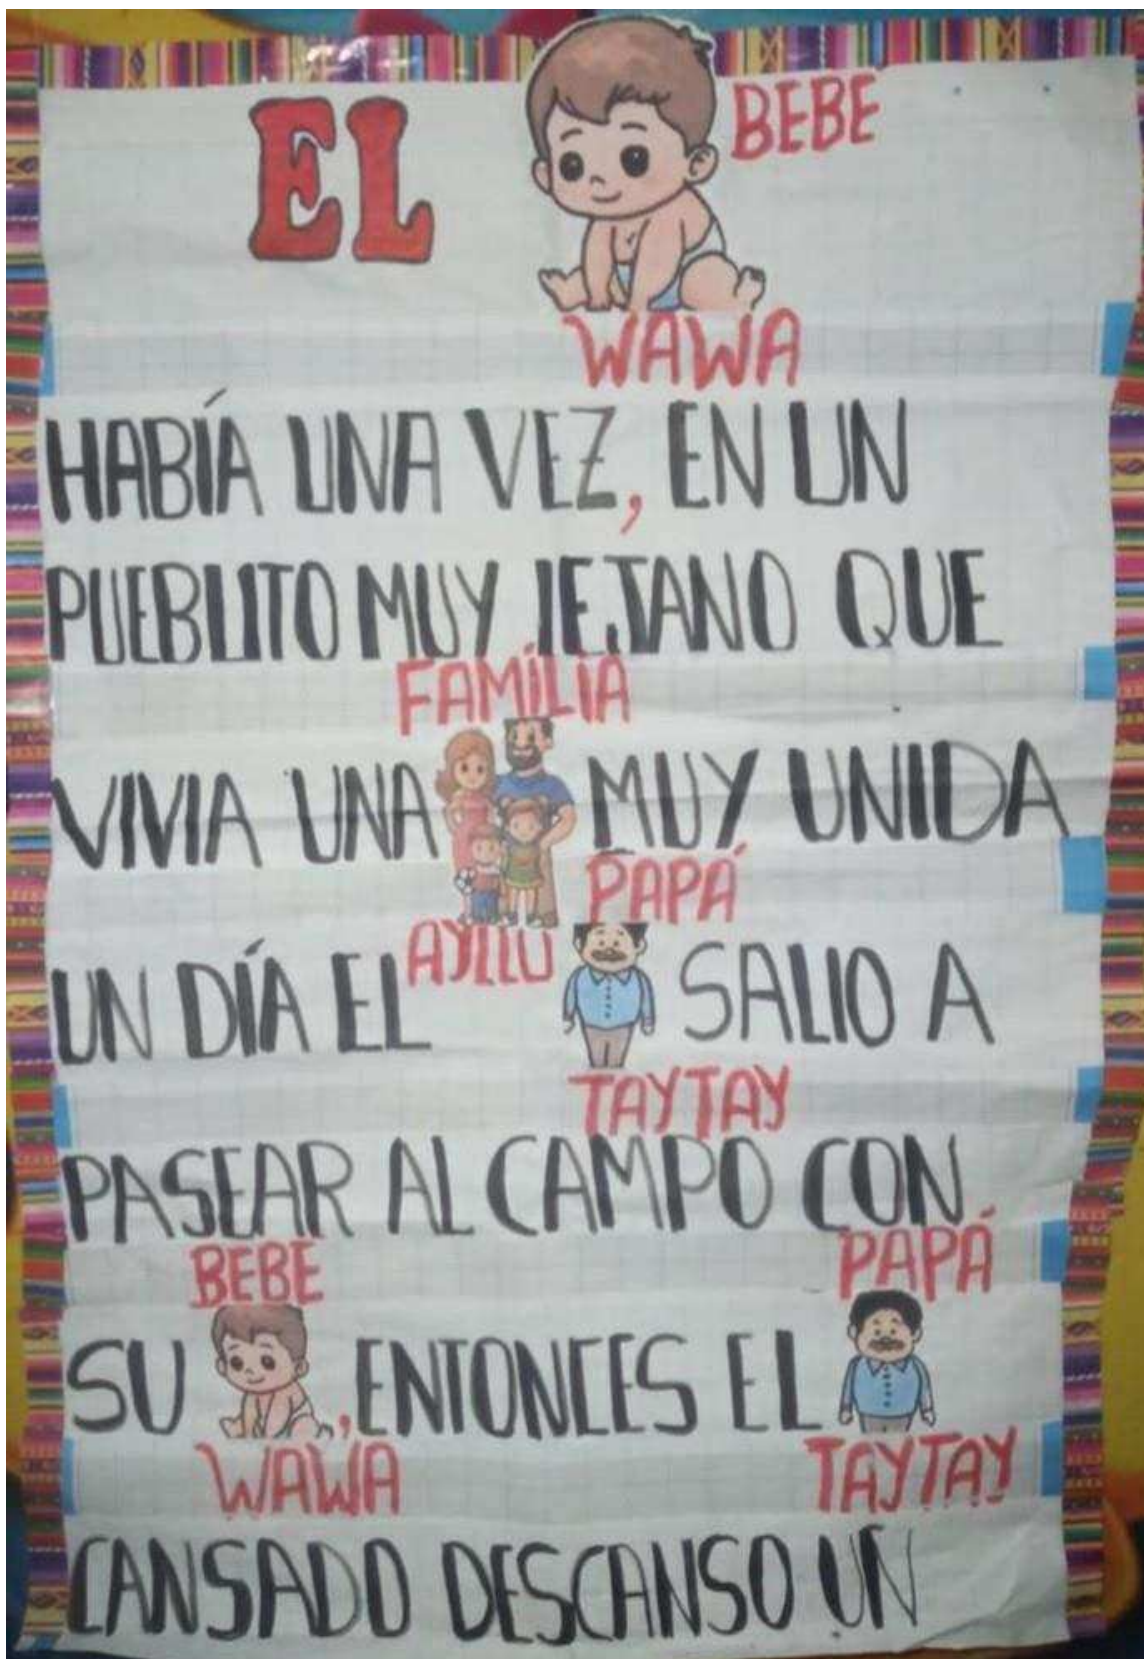 EL BEBE
WAWA
HABÍA UNA VEZ, EN UN
PUEBLITO MUY LEJANO QUE
FAMÍLIA
VIVIA UNA MUY UNIDA
AYLLU PAPÁ
UN DÍA EL SALIO A
TAYTAY
PASEAR AL CAMPO CON
BEBE PAPÁ
SU , ENTONCES EL
WAWA TAYTAY
CANSADO DESCANSO UN